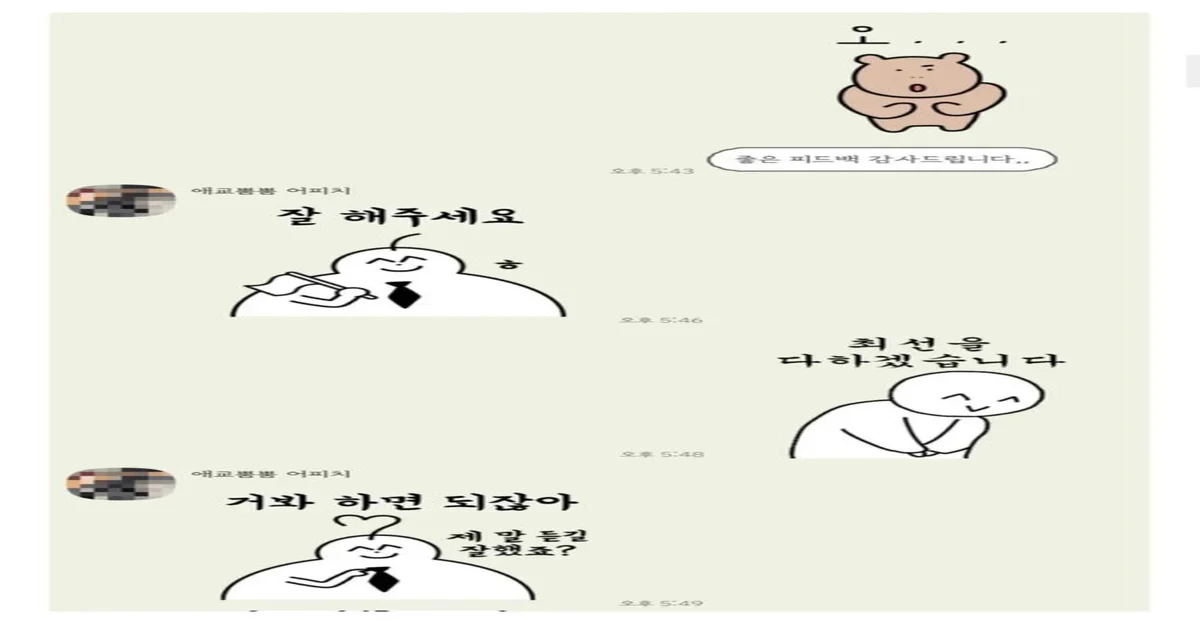 오 . . .
좋은 피드백 감사드립니다,,
오후 5:43
애교뿜뿜 어피치
잘 해주세요
ㅎ
오후 5:46
최선을
다하겠습니다
오후 5:48
애교뿜뿜 어피치
거봐 하면 되잖아
제 말 듣길
잘했죠?
오후 5:49